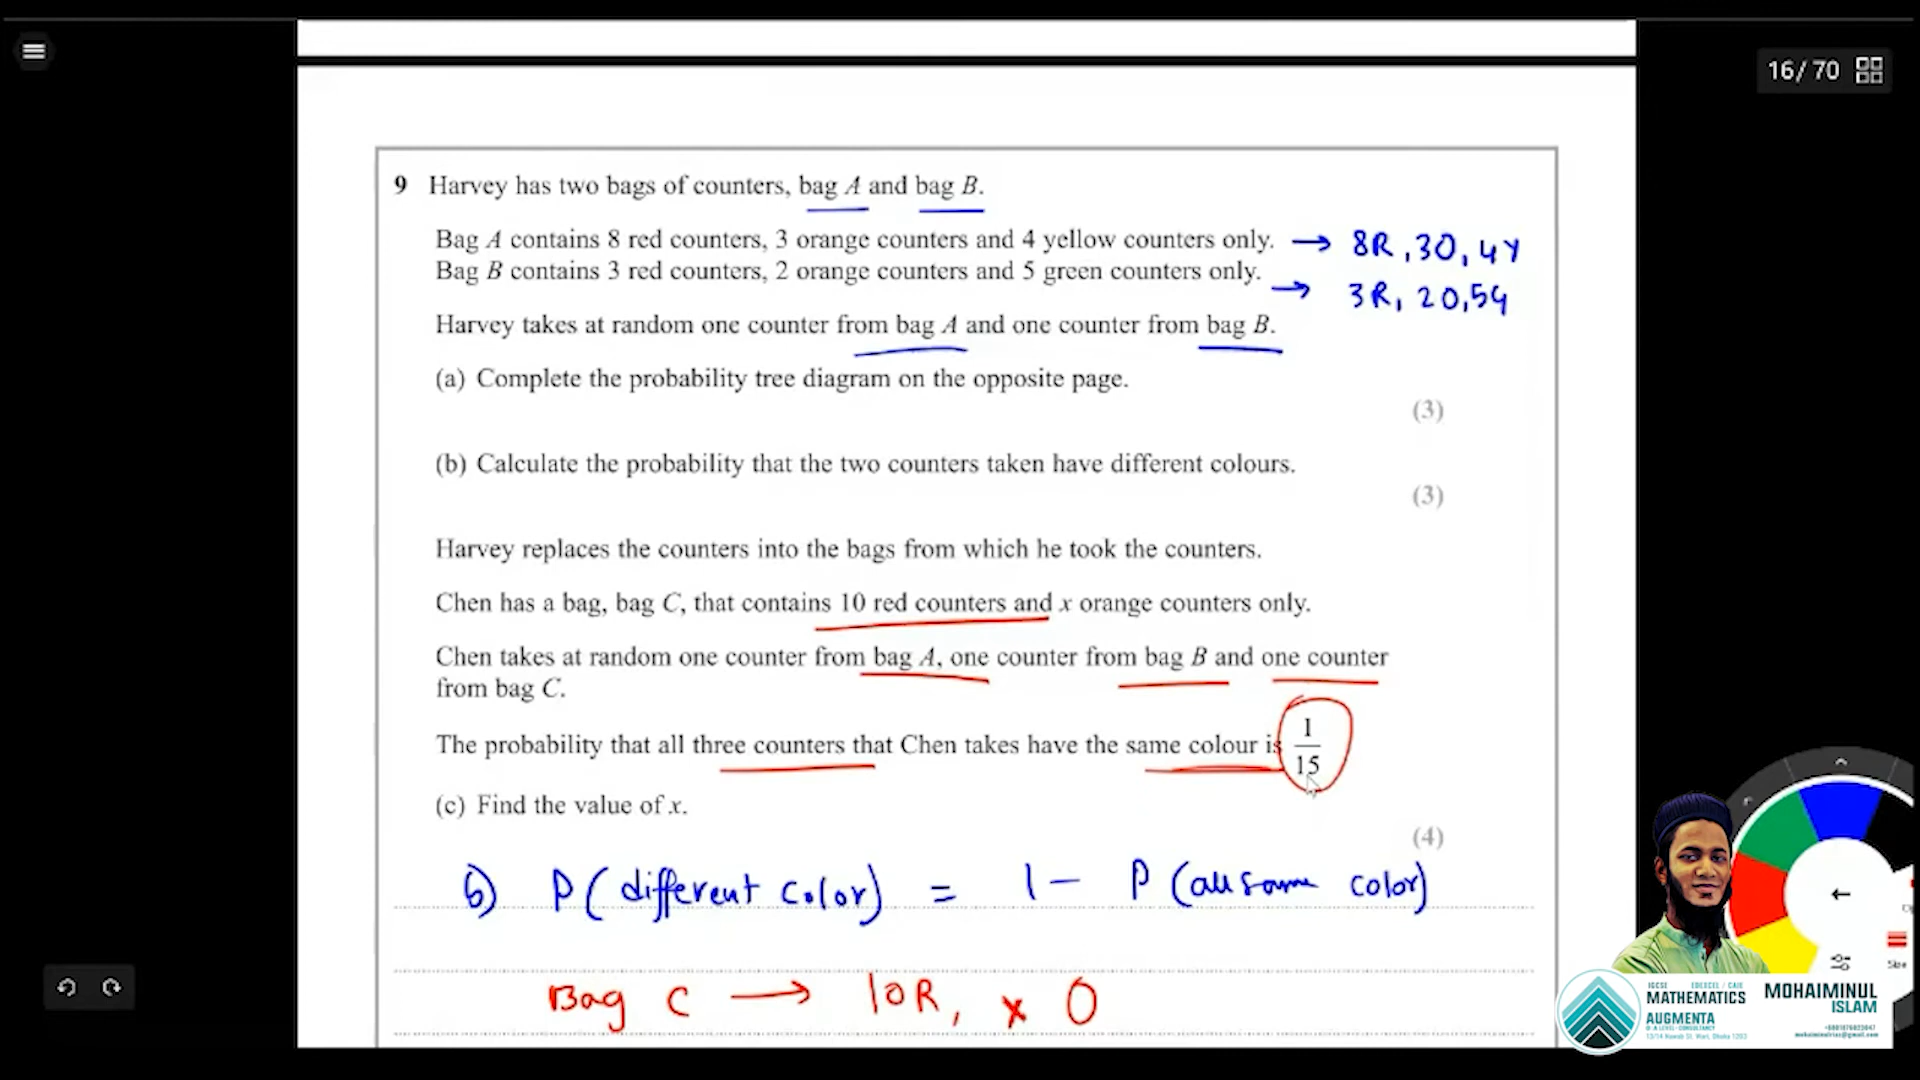 16/ 70
9 Harvey has two bags of counters, bag A and bag B.
Bag A contains 8 red counters, 3 orange counters and 4 yellow counters only. → 8R, 3O, 4Y
Bag B contains 3 red counters, 2 orange counters and 5 green counters only. → 3R, 2O, 5G
Harvey takes at random one counter from bag A and one counter from bag B.
(a) Complete the probability tree diagram on the opposite page.
(3)
(b) Calculate the probability that the two counters taken have different colours.
(3)
Harvey replaces the counters into the bags from which he took the counters.
Chen has a bag, bag C, that contains 10 red counters and x orange counters only.
Chen takes at random one counter from bag A, one counter from bag B and one counter
from bag C.
The probability that all three counters that Chen takes have the same colour is 1/15
(c) Find the value of x.
(4)
b) P(different color) = 1 - P(all same color)
Bag C → 10R, x O
Size
IGCSE EDEXCEL / CAIE
MATHEMATICS
AUGMENTA
MOHAIMINUL
ISLAM